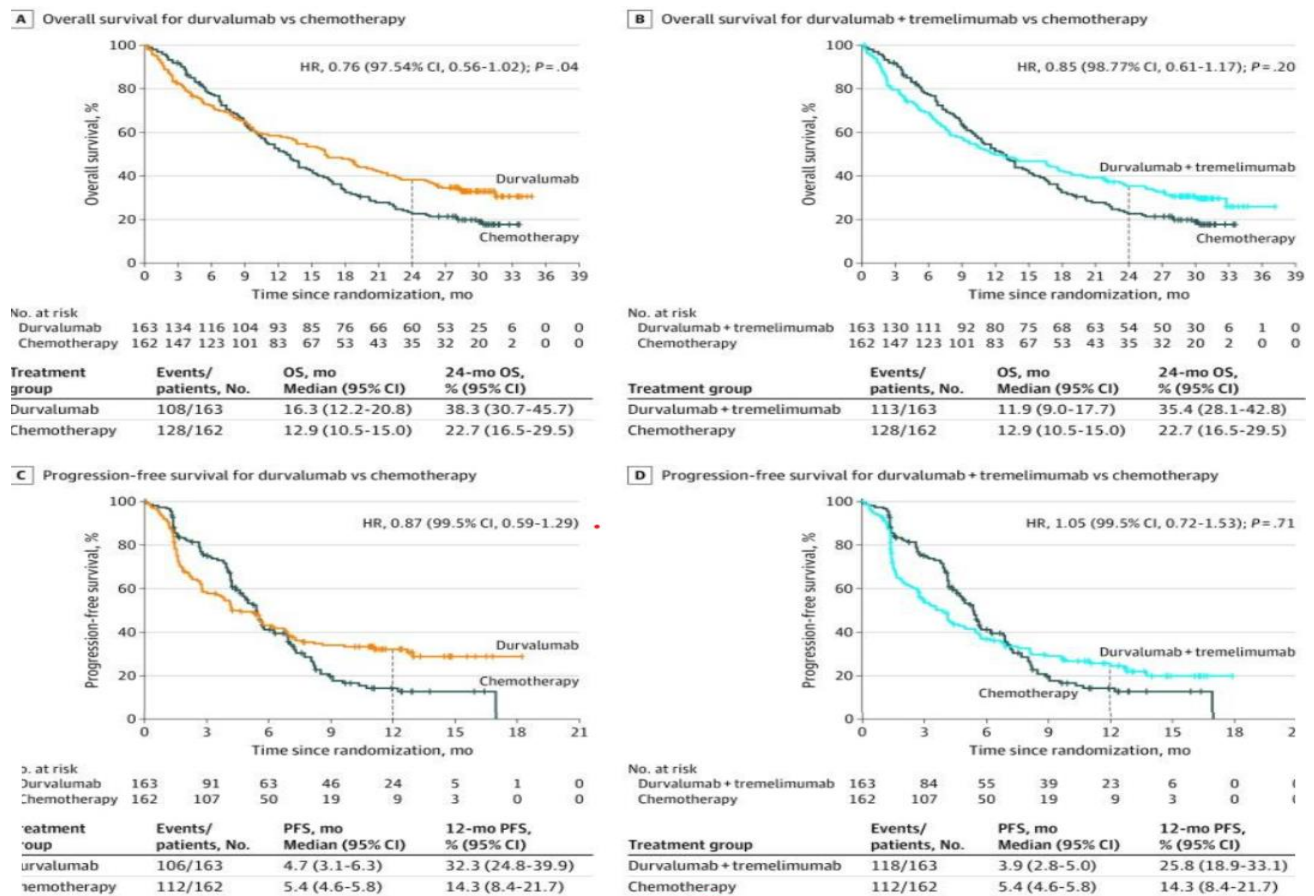 A Overall survival for durvalumab vs chemotherapy
100
80
60
40
20
0
Overall survival, %
HR, 0.76 (97.54% CI, 0.56-1.02); P=.04
Durvalumab
Chemotherapy
0 3 6 9 12 15 18 21 24 27 30 33 36 39
Time since randomization, mo
No. at risk
Durvalumab 163 134 116 104 93 85 76 66 60 53 25 6 0 0
Chemotherapy 162 147 123 101 83 67 53 43 35 32 20 2 0 0
Treatment group Events/patients, No. OS, mo Median (95% CI) 24-mo OS, % (95% CI)
Durvalumab 108/163 16.3 (12.2-20.8) 38.3 (30.7-45.7)
Chemotherapy 128/162 12.9 (10.5-15.0) 22.7 (16.5-29.5)
B Overall survival for durvalumab + tremelimumab vs chemotherapy
100
80
60
40
20
0
Overall survival, %
HR, 0.85 (98.77% CI, 0.61-1.17); P=.20
Durvalumab + tremelimumab
Chemotherapy
0 3 6 9 12 15 18 21 24 27 30 33 36 39
Time since randomization, mo
No. at risk
Durvalumab + tremelimumab 163 130 111 92 80 75 68 63 54 50 30 6 1 0
Chemotherapy 162 147 123 101 83 67 53 43 35 32 20 2 0 0
Treatment group Events/patients, No. OS, mo Median (95% CI) 24-mo OS, % (95% CI)
Durvalumab + tremelimumab 113/163 11.9 (9.0-17.7) 35.4 (28.1-42.8)
Chemotherapy 128/162 12.9 (10.5-15.0) 22.7 (16.5-29.5)
C Progression-free survival for durvalumab vs chemotherapy
100
80
60
40
20
0
Progression-free survival, %
HR, 0.87 (99.5% CI, 0.59-1.29)
Durvalumab
Chemotherapy
0 3 6 9 12 15 18 21
Time since randomization, mo
o. at risk
Durvalumab 163 91 63 46 24 5 1 0
Chemotherapy 162 107 50 19 9 3 0 0
reatment roup Events/patients, No. PFS, mo Median (95% CI) 12-mo PFS, % (95% CI)
urvalumab 106/163 4.7 (3.1-6.3) 32.3 (24.8-39.9)
hemotherapy 112/162 5.4 (4.6-5.8) 14.3 (8.4-21.7)
D Progression-free survival for durvalumab + tremelimumab vs chemotherapy
100
80
60
40
20
0
Progression-free survival, %
HR, 1.05 (99.5% CI, 0.72-1.53); P=.71
Durvalumab + tremelimumab
Chemotherapy
0 3 6 9 12 15 18 2
Time since randomization, mo
No. at risk
Durvalumab + tremelimumab 163 84 55 39 23 6 0 0
Chemotherapy 162 107 50 19 9 3 0 0
Treatment group Events/patients, No. PFS, mo Median (95% CI) 12-mo PFS, % (95% CI)
Durvalumab + tremelimumab 118/163 3.9 (2.8-5.0) 25.8 (18.9-33.1)
Chemotherapy 112/162 5.4 (4.6-5.8) 14.3 (8.4-21.7)